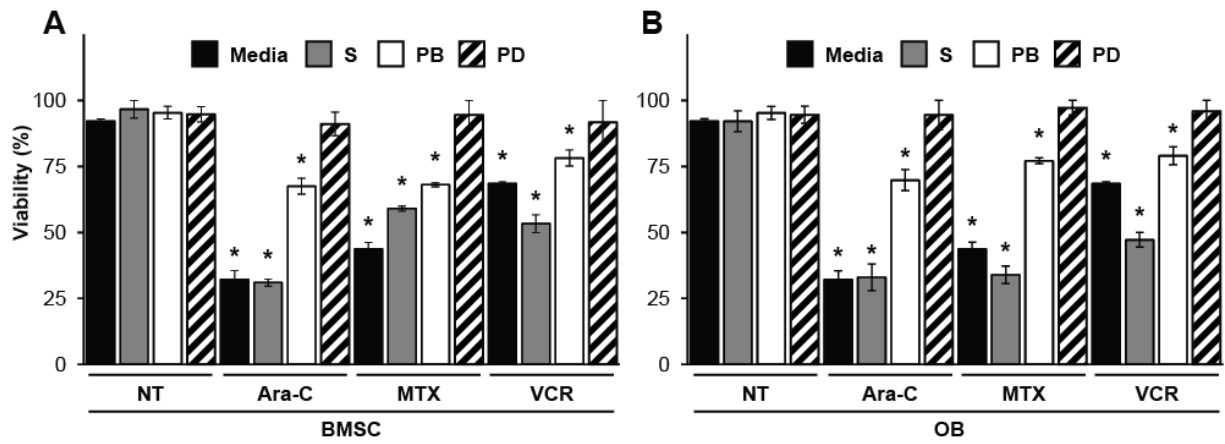 A
B
Media S PB PD
Media S PB PD
Viability (%)
100
75
50
25
0
* * * * * * * * *
NT Ara-C MTX VCR
BMSC
100
75
50
25
0
* * * * * * * * *
NT Ara-C MTX VCR
OB